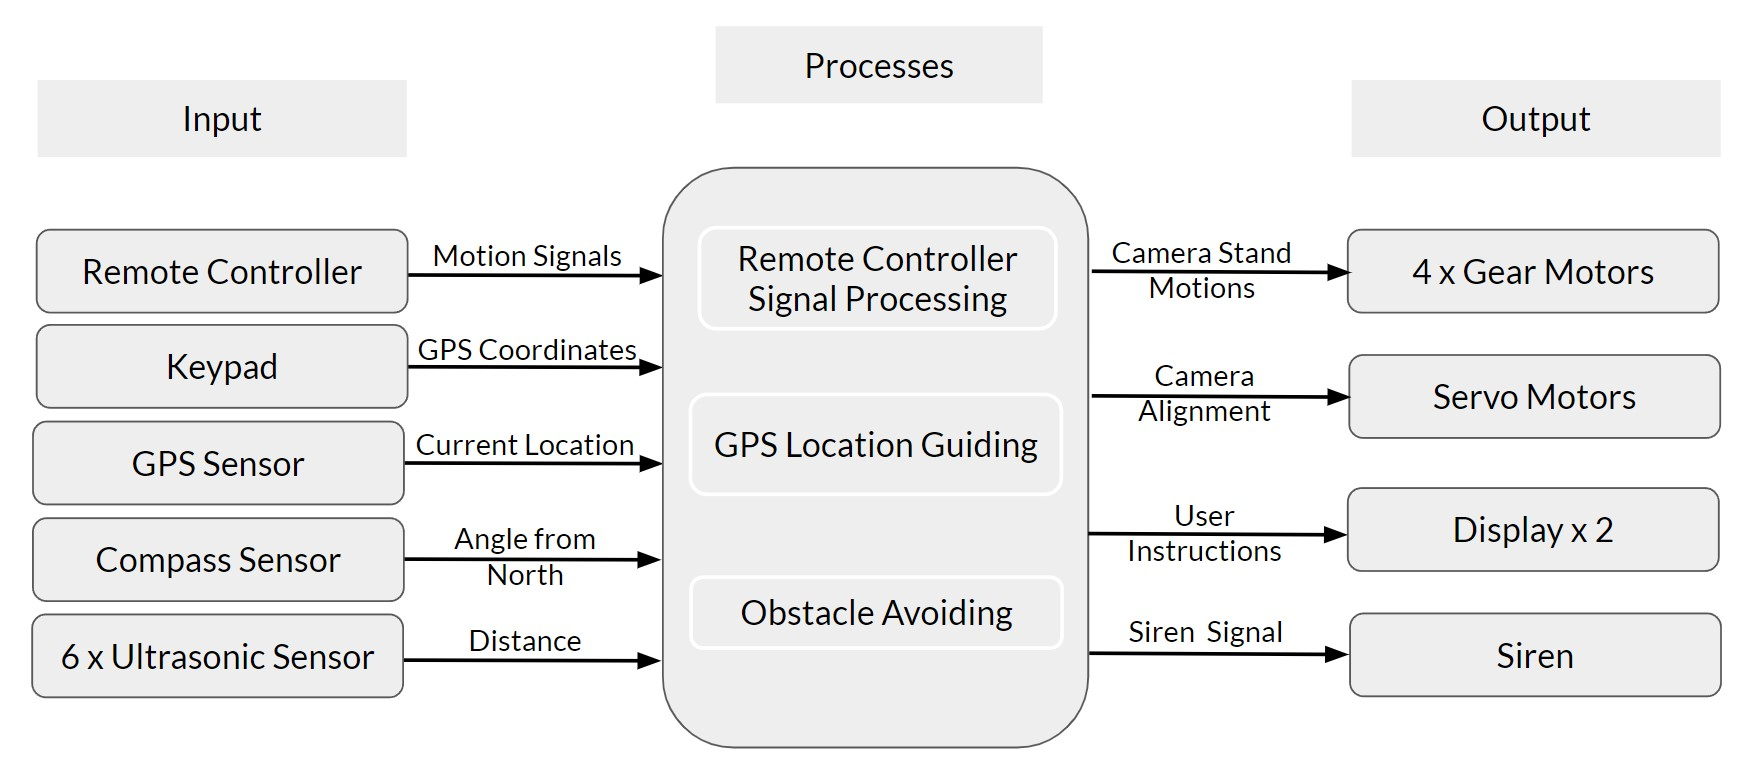 Processes
Input
Output
Remote Controller
Motion Signals
Keypad
GPS Coordinates
GPS Sensor
Current Location
Compass Sensor
Angle from
North
6 x Ultrasonic Sensor
Distance
Remote Controller
Signal Processing
GPS Location Guiding
Obstacle Avoiding
Camera Stand
Motions
4 x Gear Motors
Camera
Alignment
Servo Motors
User
Instructions
Display x 2
Siren Signal
Siren